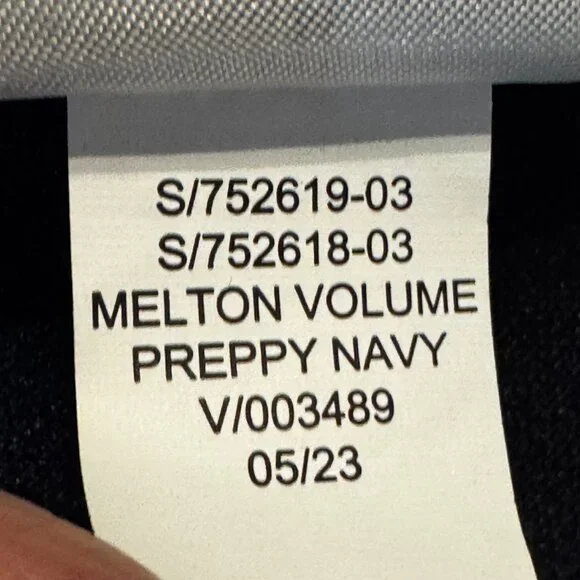 S/752619-03
S/752618-03
MELTON VOLUME
PREPPY NAVY
V/003489
05/23